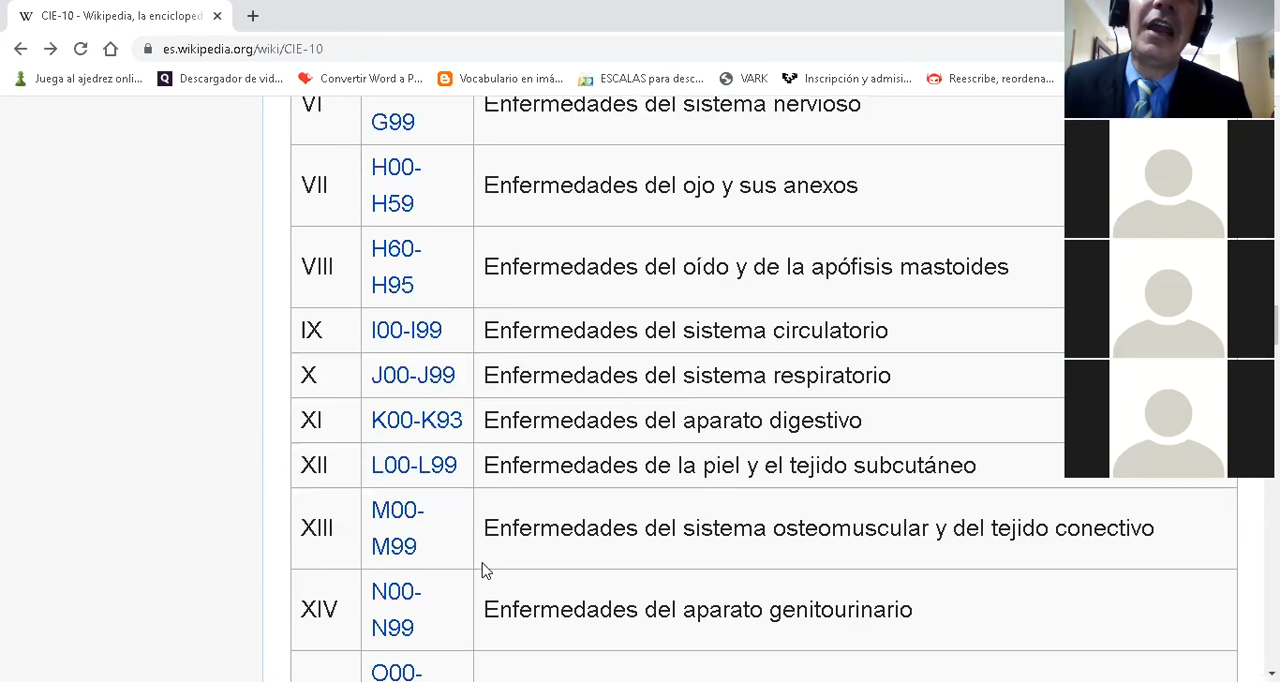 CIE-10 - Wikipedia, la encicloped
es.wikipedia.org/wiki/CIE-10
Juega al ajedrez onli... Descargador de vid... Convertir Word a P... Vocabulario en imá... ESCALAS para desc... VARK Inscripción y admisi... Reescribe, reordena...
VI G99 Enfermedades del sistema nervioso
VII H00-H59 Enfermedades del ojo y sus anexos
VIII H60-H95 Enfermedades del oído y de la apófisis mastoides
IX I00-I99 Enfermedades del sistema circulatorio
X J00-J99 Enfermedades del sistema respiratorio
XI K00-K93 Enfermedades del aparato digestivo
XII L00-L99 Enfermedades de la piel y el tejido subcutáneo
XIII M00-M99 Enfermedades del sistema osteomuscular y del tejido conectivo
XIV N00-N99 Enfermedades del aparato genitourinario
O00-